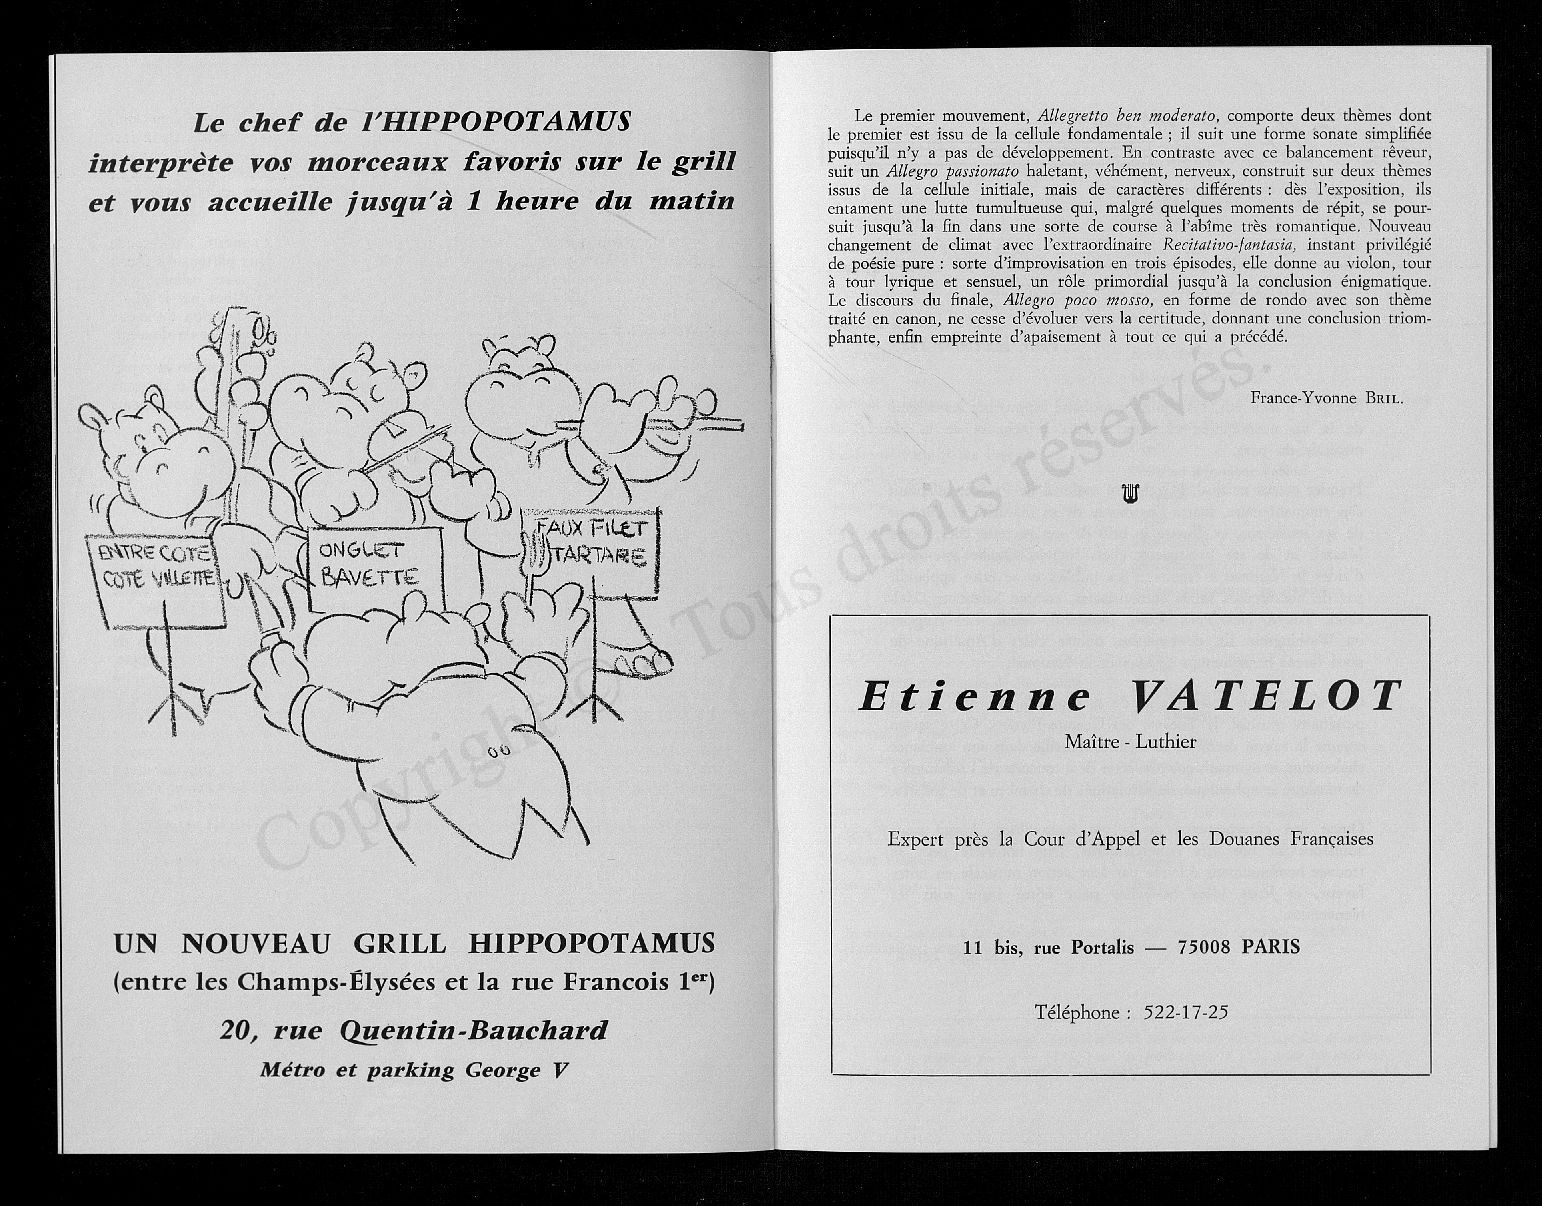 Le chef de l'HIPPOPOTAMUS
interprète vos morceaux favoris sur le grill
et vous accueille jusqu'à 1 heure du matin
ENTRE COTE
COTE VILLETTE
ONGLET
BAVETTE
FAUX FILET
TARTARE
UN NOUVEAU GRILL HIPPOPOTAMUS
(entre les Champs-Élysées et la rue Francois 1er)
20, rue Quentin-Bauchard
Métro et parking George V
Le premier mouvement, Allegretto ben moderato, comporte deux thèmes dont
le premier est issu de la cellule fondamentale ; il suit une forme sonate simplifiée
puisqu'il n'y a pas de développement. En contraste avec ce balancement rêveur,
suit un Allegro passionato haletant, véhément, nerveux, construit sur deux thèmes
issus de la cellule initiale, mais de caractères différents : dès l'exposition, ils
entament une lutte tumultueuse qui, malgré quelques moments de répit, se pour-
suit jusqu'à la fin dans une sorte de course à l'abîme très romantique. Nouveau
changement de climat avec l'extraordinaire Recitativo-fantasia, instant privilégié
de poésie pure : sorte d'improvisation en trois épisodes, elle donne au violon, tour
à tour lyrique et sensuel, un rôle primordial jusqu'à la conclusion énigmatique.
Le discours du finale, Allegro poco mosso, en forme de rondo avec son thème
traité en canon, ne cesse d'évoluer vers la certitude, donnant une conclusion triom-
phante, enfin empreinte d'apaisement à tout ce qui a précédé.
France-Yvonne BRIL.
Etienne VATELOT
Maître - Luthier
Expert près la Cour d'Appel et les Douanes Françaises
11 bis, rue Portalis — 75008 PARIS
Téléphone : 522-17-25
Copyright © Tous droits réservés.